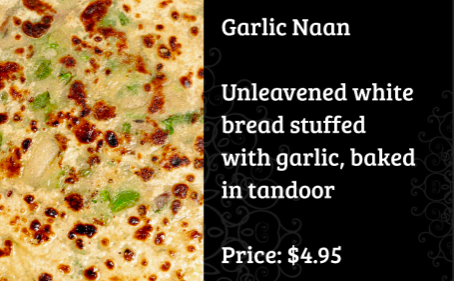 Garlic Naan
Unleavened white
bread stuffed
with garlic, baked
in tandoor
Price: $4.95